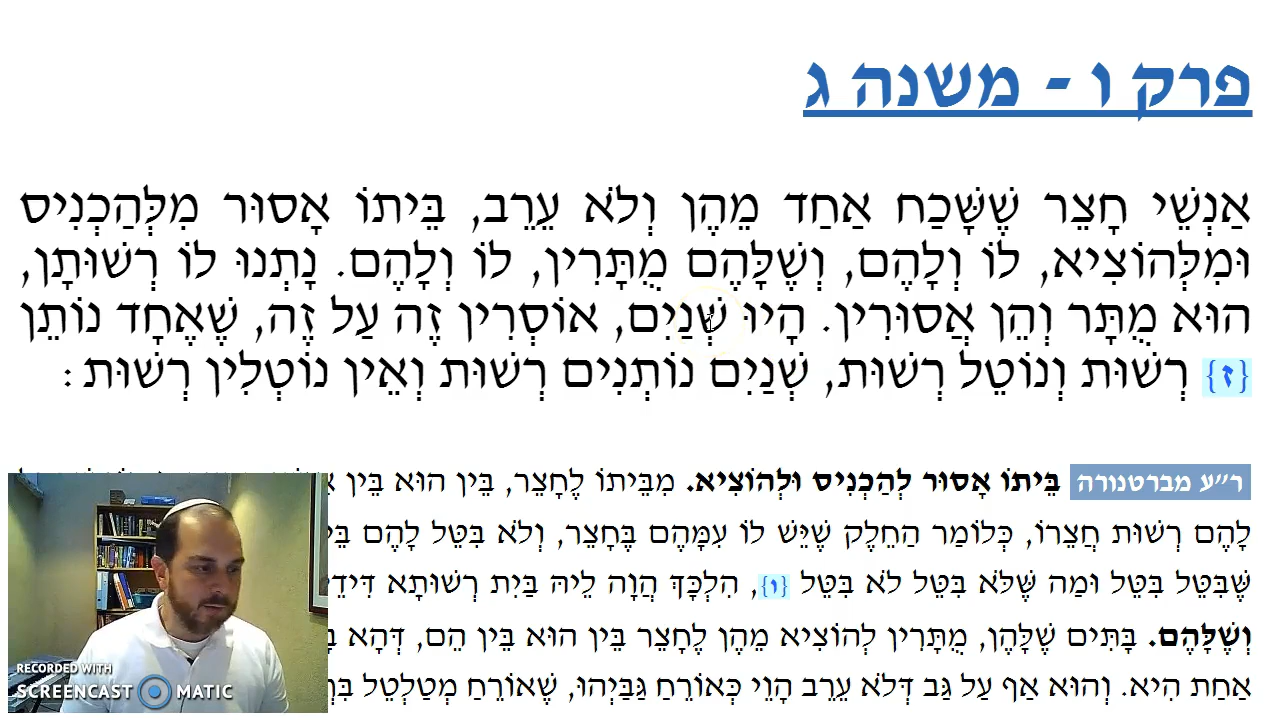 פרק ו - משנה ג
אַנְשֵׁי חָצֵר שֶׁשָּׁכַח אַחַד מֵהֶן וְלֹא עֵרֵב, בֵּיתוֹ אָסוּר מִלְּהַכְנִיס
וּמִלְּהוֹצִיא, לוֹ וְלָהֶם, וְשֶׁלָּהֶם מֻתָּרִין, לוֹ וְלָהֶם. נָתְנוּ לוֹ רְשׁוּתָן,
הוּא מֻתָּר וְהֵן אֲסוּרִין. הָיוּ שְׁנַיִם, אוֹסְרִין זֶה עַל זֶה, שֶׁאֶחָד נוֹתֵן
{ז} רְשׁוּת וְנוֹטֵל רְשׁוּת, שְׁנַיִם נוֹתְנִים רְשׁוּת וְאֵין נוֹטְלִין רְשׁוּת:
ר״ע מברטנורה בֵּיתוֹ אָסוּר לְהַכְנִיס וּלְהוֹצִיא. מִבֵּיתוֹ לֶחָצֵר, בֵּין הוּא בֵּין
לָהֶם רְשׁוּת חֲצֵרוֹ, כְּלוֹמַר הַחֵלֶק שֶׁיֵּשׁ לוֹ עִמָּהֶם בֶּחָצֵר, וְלֹא בִּטֵּל לָהֶם
שֶׁבִּטֵּל בִּטֵּל וּמַה שֶּׁלֹּא בִּטֵּל לֹא בִּטֵּל {ו}, הִלְכָּךְ הֲוָה לֵיהּ בַּיִת רְשׁוּתָא
וְשֶׁלָּהֶם. בָּתִּים שֶׁלָּהֶן, מֻתָּרִין לְהוֹצִיא מֵהֶן לֶחָצֵר בֵּין הוּא בֵּין הֵם, דְּהָא
אַחַת הִיא. וְהוּא אַף עַל גַּב דְּלֹא עֵרֵב הָוֵי כְּאוֹרֵחַ גַּבַּיְהוּ, שֶׁאוֹרֵחַ מְטַלְטֵל
RECORDED WITH
SCREENCAST MATIC